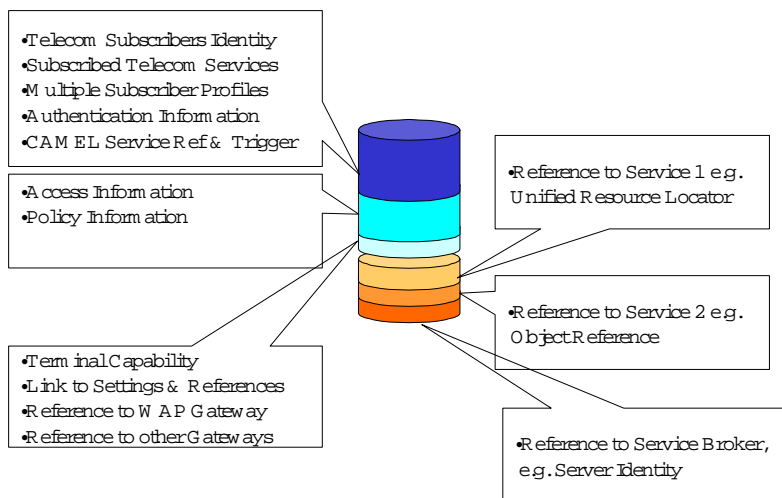 •Telecom Subscribers Identity
•Subscribed Telecom Services
•Multiple Subscriber Profiles
•Authentication Information
•CAMEL Service Ref & Trigger
•Access Information
•Policy Information
•Terminal Capability
•Link to Settings & References
•Reference to WAP Gateway
•Reference to other Gateways
•Reference to Service 1 e.g.
Unified Resource Locator
•Reference to Service 2 e.g.
Object Reference
•Reference to Service Broker,
e.g. Server Identity